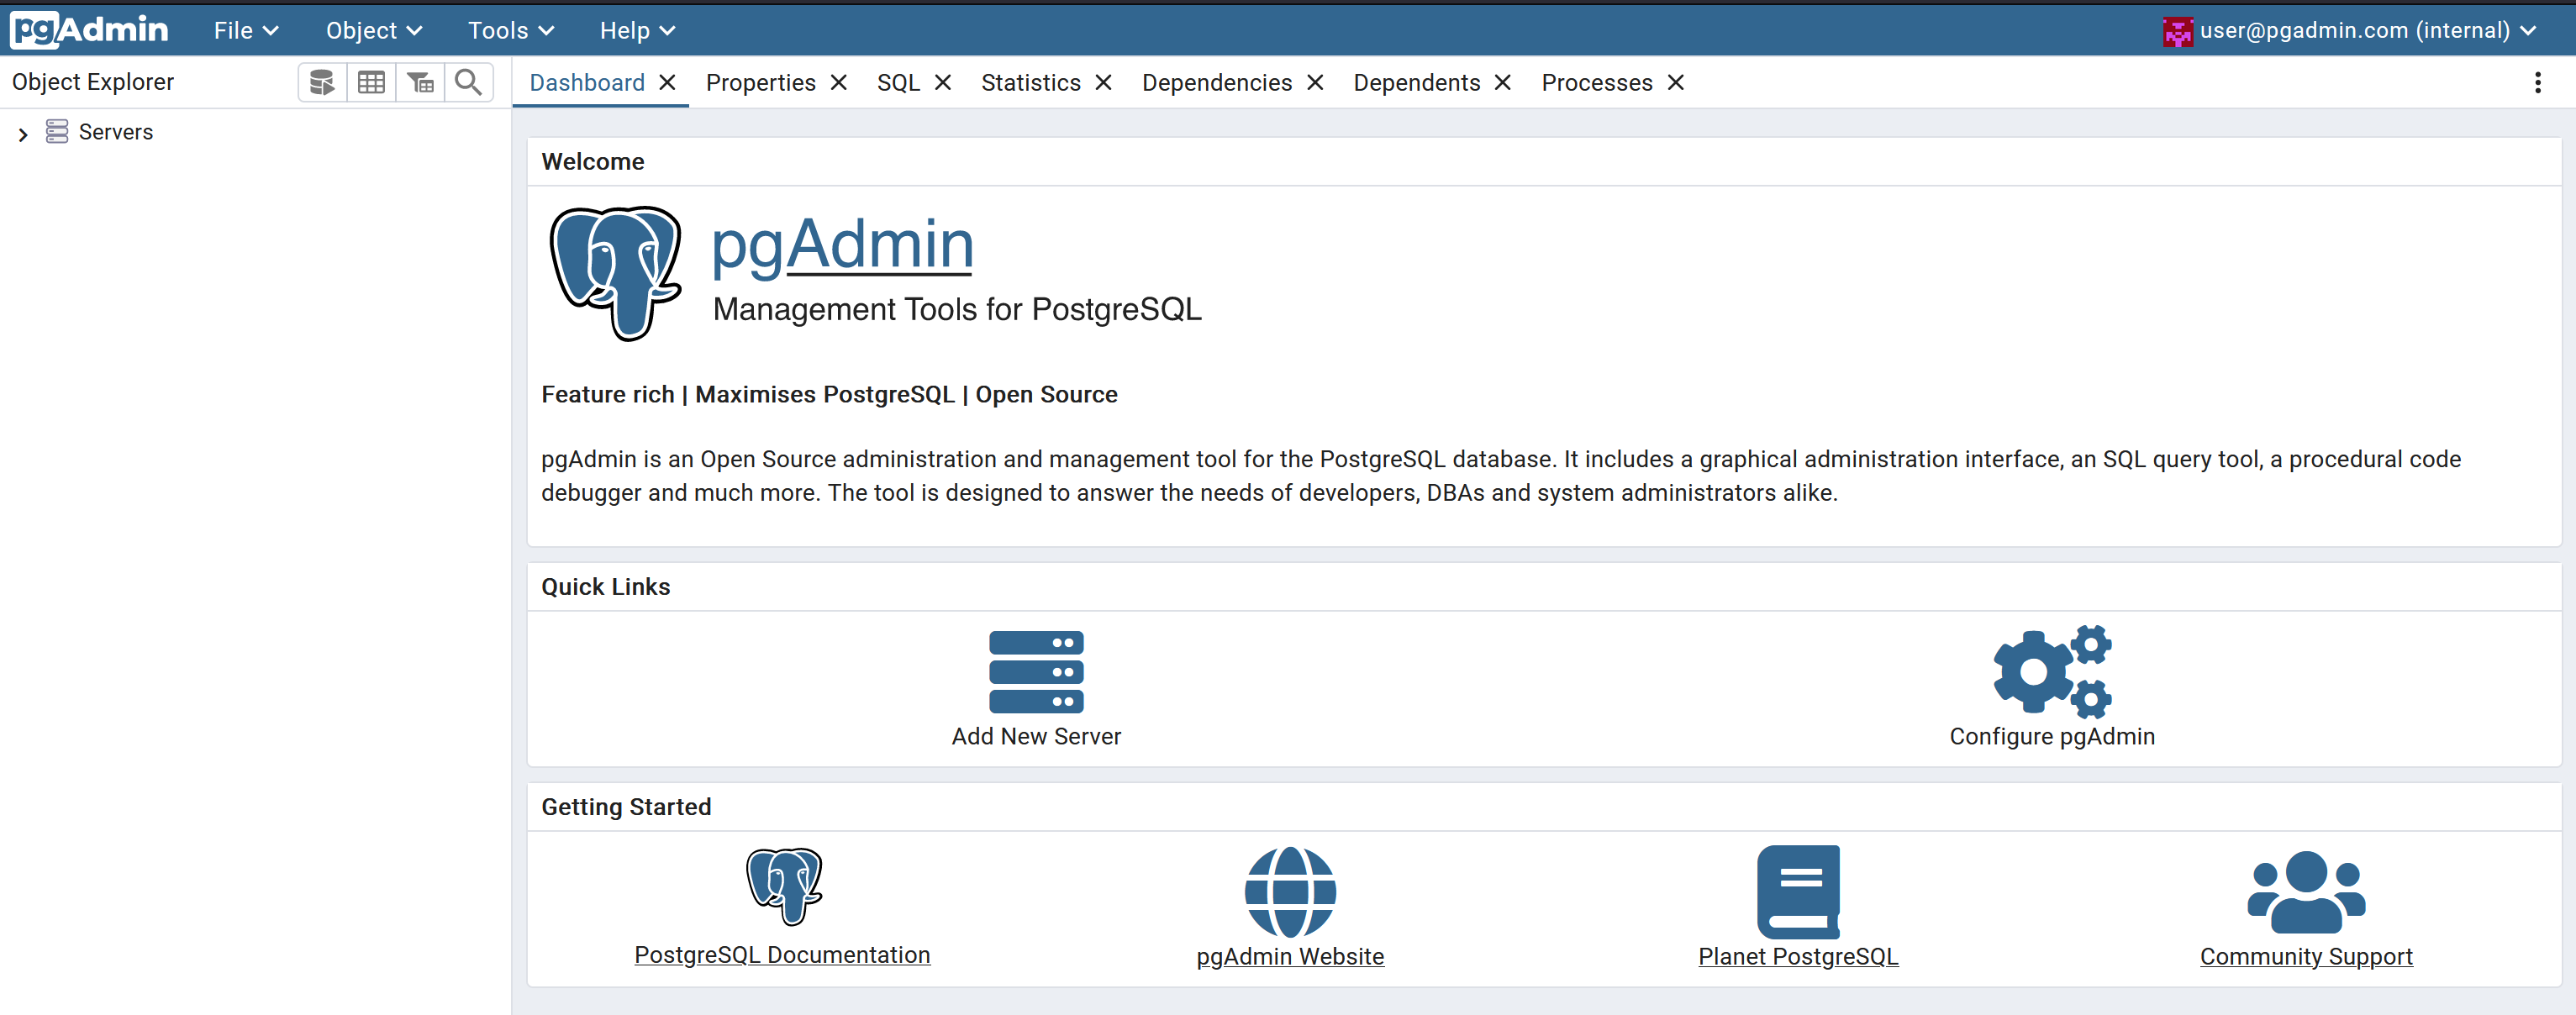 pgAdmin File Object Tools Help user@pgadmin.com (internal)
Object Explorer
Servers
Dashboard Properties SQL Statistics Dependencies Dependents Processes
Welcome
pgAdmin
Management Tools for PostgreSQL
Feature rich | Maximises PostgreSQL | Open Source
pgAdmin is an Open Source administration and management tool for the PostgreSQL database. It includes a graphical administration interface, an SQL query tool, a procedural code
debugger and much more. The tool is designed to answer the needs of developers, DBAs and system administrators alike.
Quick Links
Add New Server
Configure pgAdmin
Getting Started
PostgreSQL Documentation
pgAdmin Website
Planet PostgreSQL
Community Support